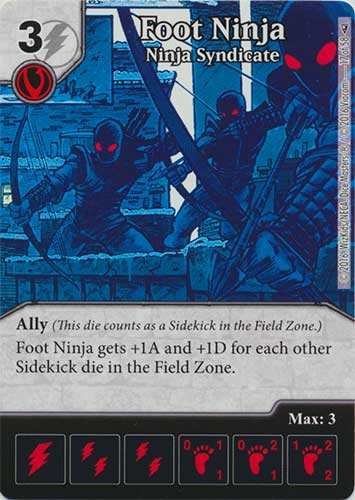 3
Foot Ninja
Ninja Syndicate
Ally (This die counts as a Sidekick in the Field Zone.)
Foot Ninja gets +1A and +1D for each other
Sidekick die in the Field Zone.
Max: 3
0 1 1
0 2 1
1 2 2